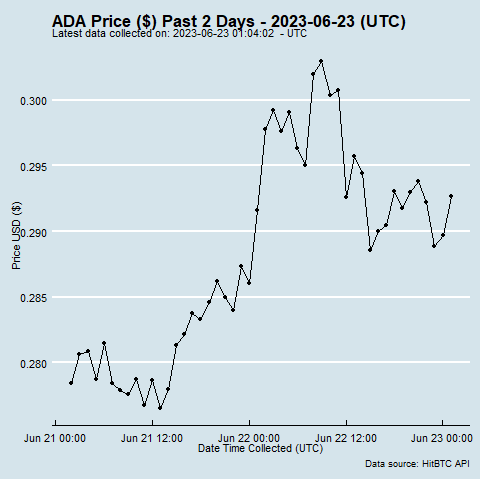 ADA Price ($) Past 2 Days - 2023-06-23 (UTC)
Latest data collected on: 2023-06-23 01:04:02 - UTC
0.300
0.295
0.290
0.285
0.280
Price USD ($)
Jun 21 00:00 Jun 21 12:00 Jun 22 00:00 Jun 22 12:00 Jun 23 00:00
Date Time Collected (UTC)
Data source: HitBTC API